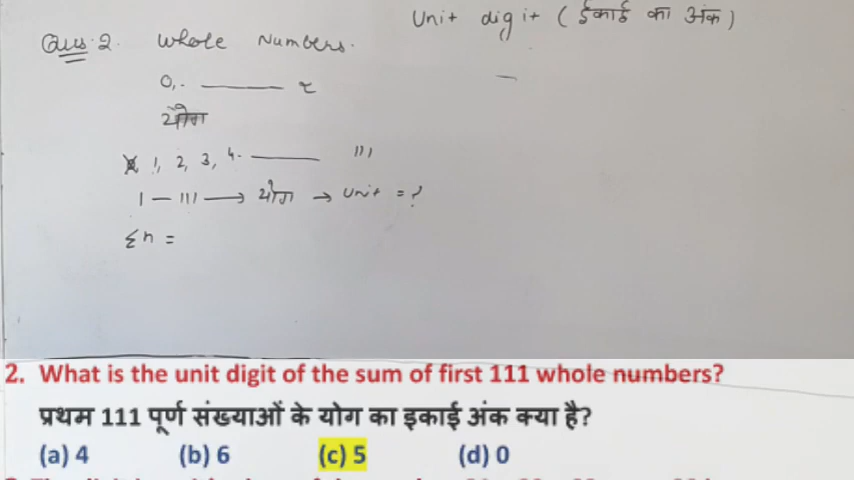 Unit digit (ईकाई का अंक)
Ques. 2. Whole Numbers.
0, . ______ 2
योग
1, 2, 3, 4. ______ 111
1 — 111 → योग → Unit = ?
Σn =
2. What is the unit digit of the sum of first 111 whole numbers?
प्रथम 111 पूर्ण संख्याओं के योग का इकाई अंक क्या है?
(a) 4 (b) 6 (c) 5 (d) 0